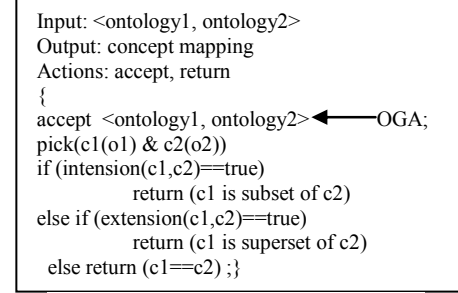 Input: <ontology1, ontology2>
Output: concept mapping
Actions: accept, return
{
accept <ontology1, ontology2> OGA;
pick(c1(o1) & c2(o2))
if (intension(c1,c2)==true)
return (c1 is subset of c2)
else if (extension(c1,c2)==true)
return (c1 is superset of c2)
else return (c1==c2) ;}